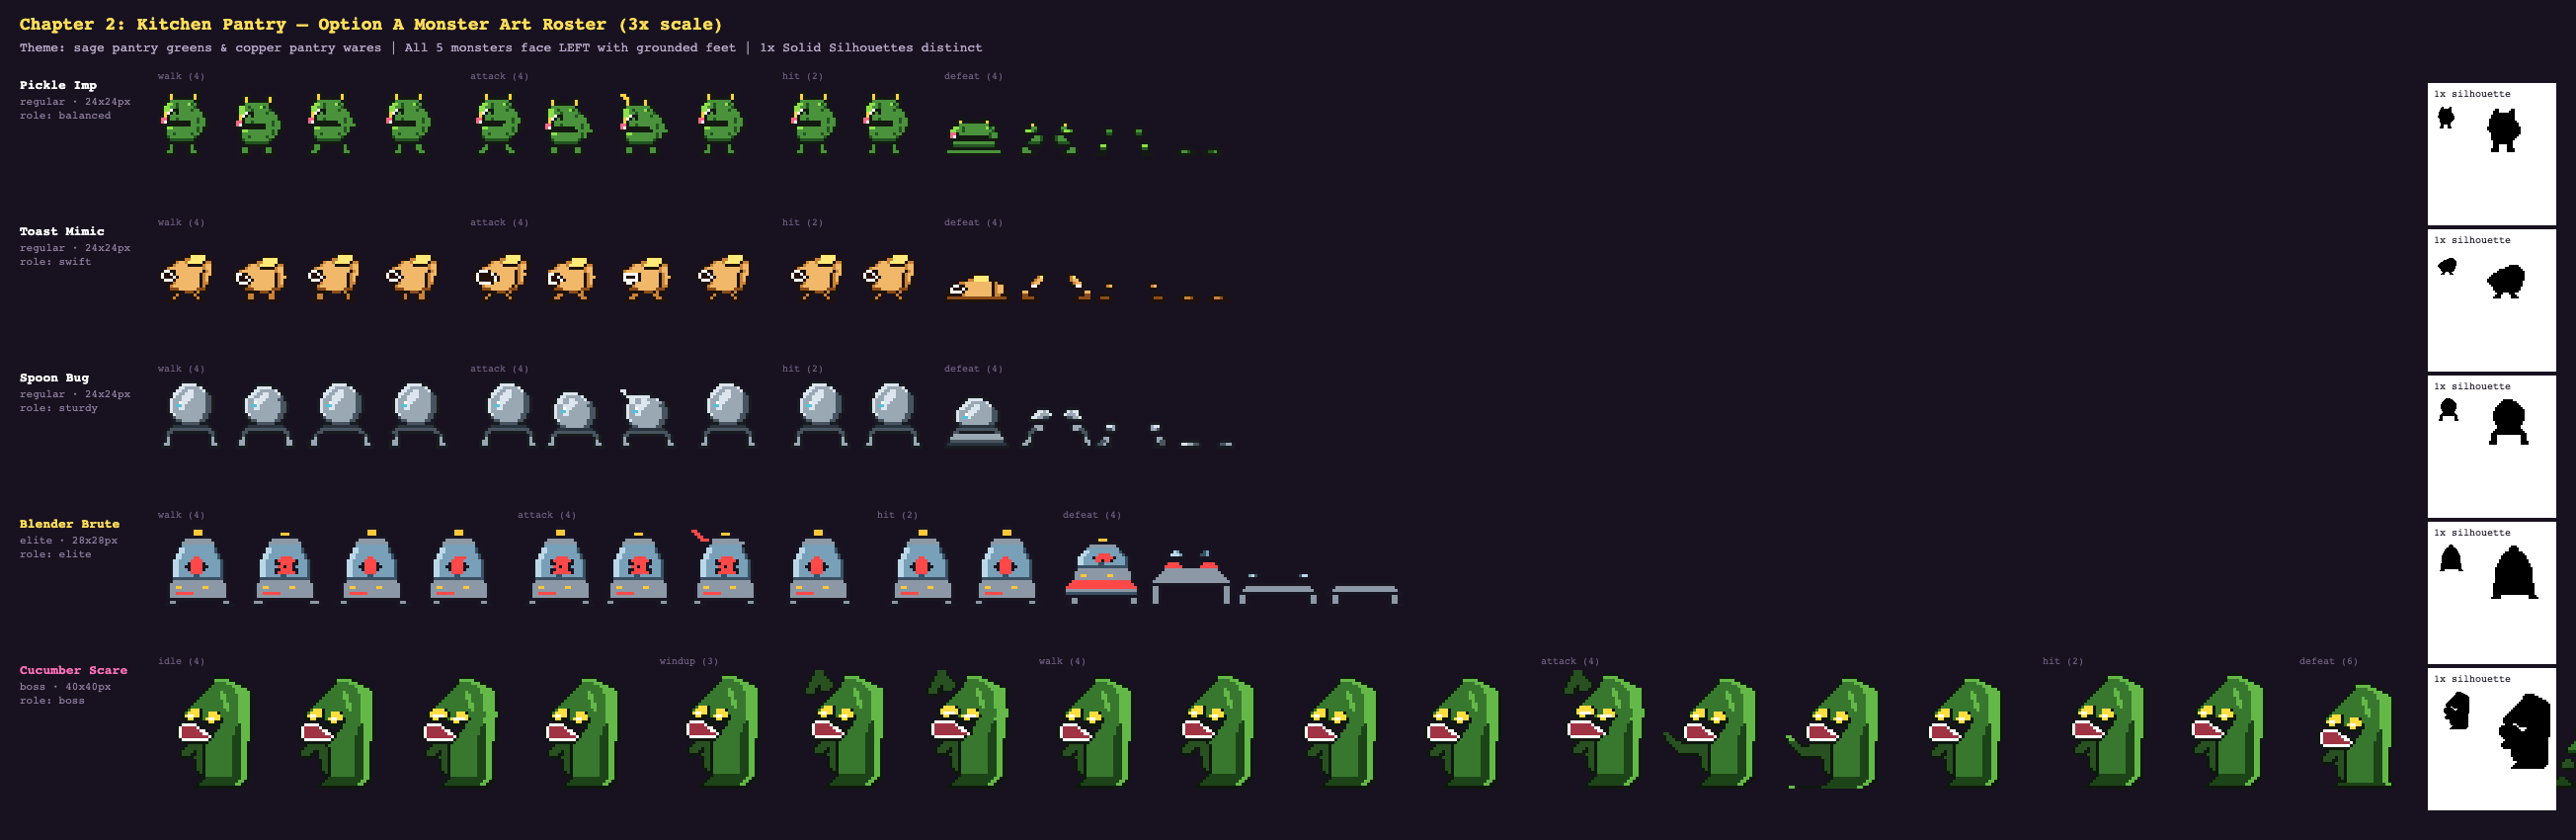 Chapter 2: Kitchen Pantry — Option A Monster Art Roster (3x scale)
Theme: sage pantry greens & copper pantry wares | All 5 monsters face LEFT with grounded feet | 1x Solid Silhouettes distinct
Pickle Imp
regular · 24x24px
role: balanced
walk (4)
attack (4)
hit (2)
defeat (4)
1x silhouette
Toast Mimic
regular · 24x24px
role: swift
walk (4)
attack (4)
hit (2)
defeat (4)
1x silhouette
Spoon Bug
regular · 24x24px
role: sturdy
walk (4)
attack (4)
hit (2)
defeat (4)
1x silhouette
Blender Brute
elite · 28x28px
role: elite
walk (4)
attack (4)
hit (2)
defeat (4)
1x silhouette
Cucumber Scare
boss · 40x40px
role: boss
idle (4)
windup (3)
walk (4)
attack (4)
hit (2)
defeat (6)
1x silhouette